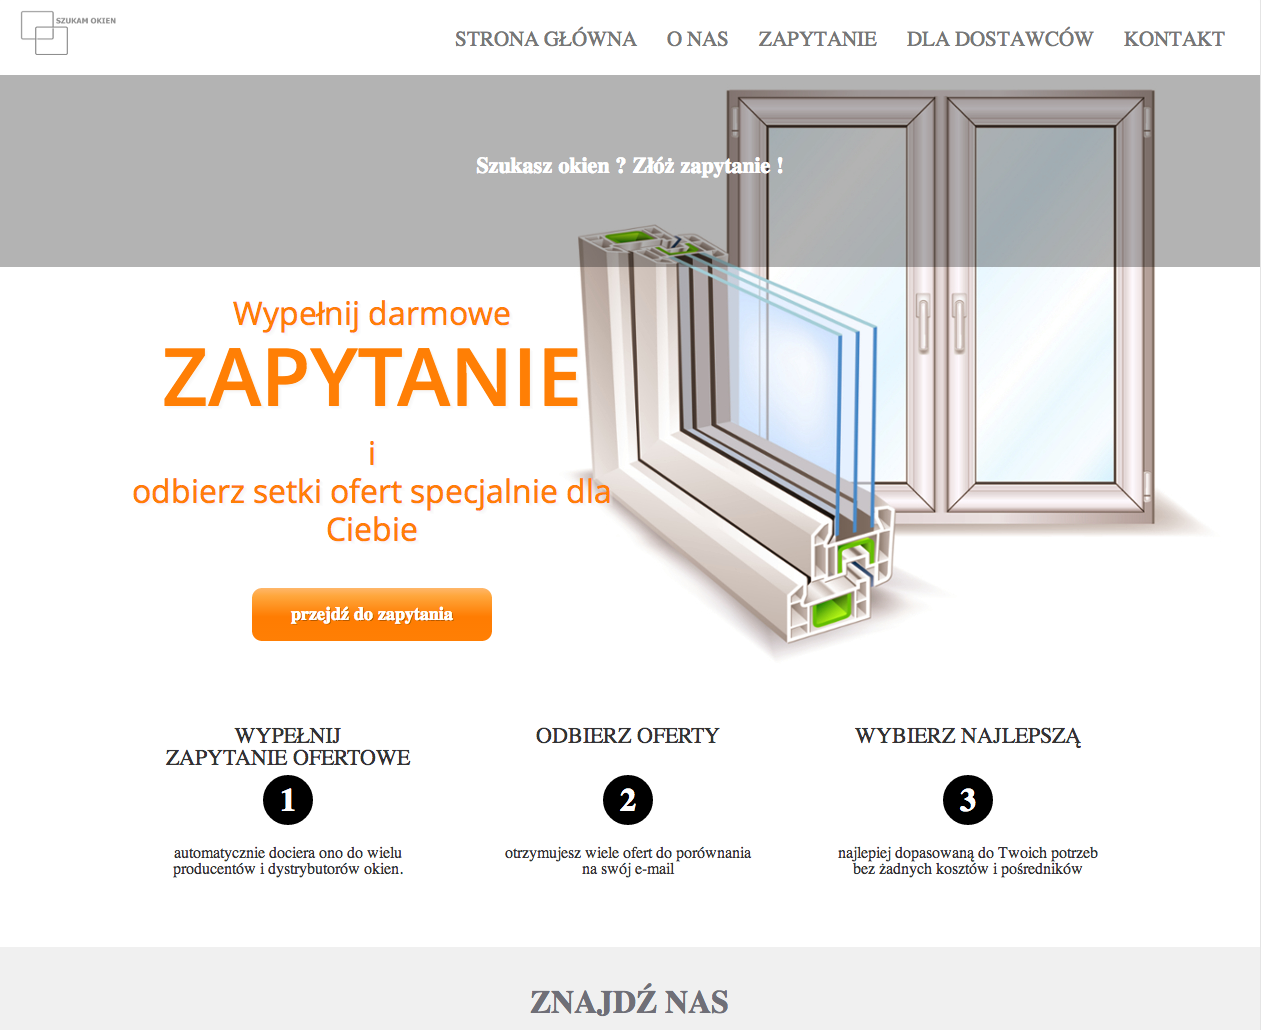 SZUKAM OKIEN
STRONA GŁÓWNA O NAS ZAPYTANIE DLA DOSTAWCÓW KONTAKT
Szukasz okien ? Złóż zapytanie !
Wypełnij darmowe
ZAPYTANIE
i
odbierz setki ofert specjalnie dla
Ciebie
przejdź do zapytania
WYPEŁNIJ
ZAPYTANIE OFERTOWE
1
automatycznie dociera ono do wielu
producentów i dystrybutorów okien.
ODBIERZ OFERTY
2
otrzymujesz wiele ofert do porównania
na swój e-mail
WYBIERZ NAJLEPSZĄ
3
najlepiej dopasowaną do Twoich potrzeb
bez żadnych kosztów i pośredników
ZNAJDŹ NAS